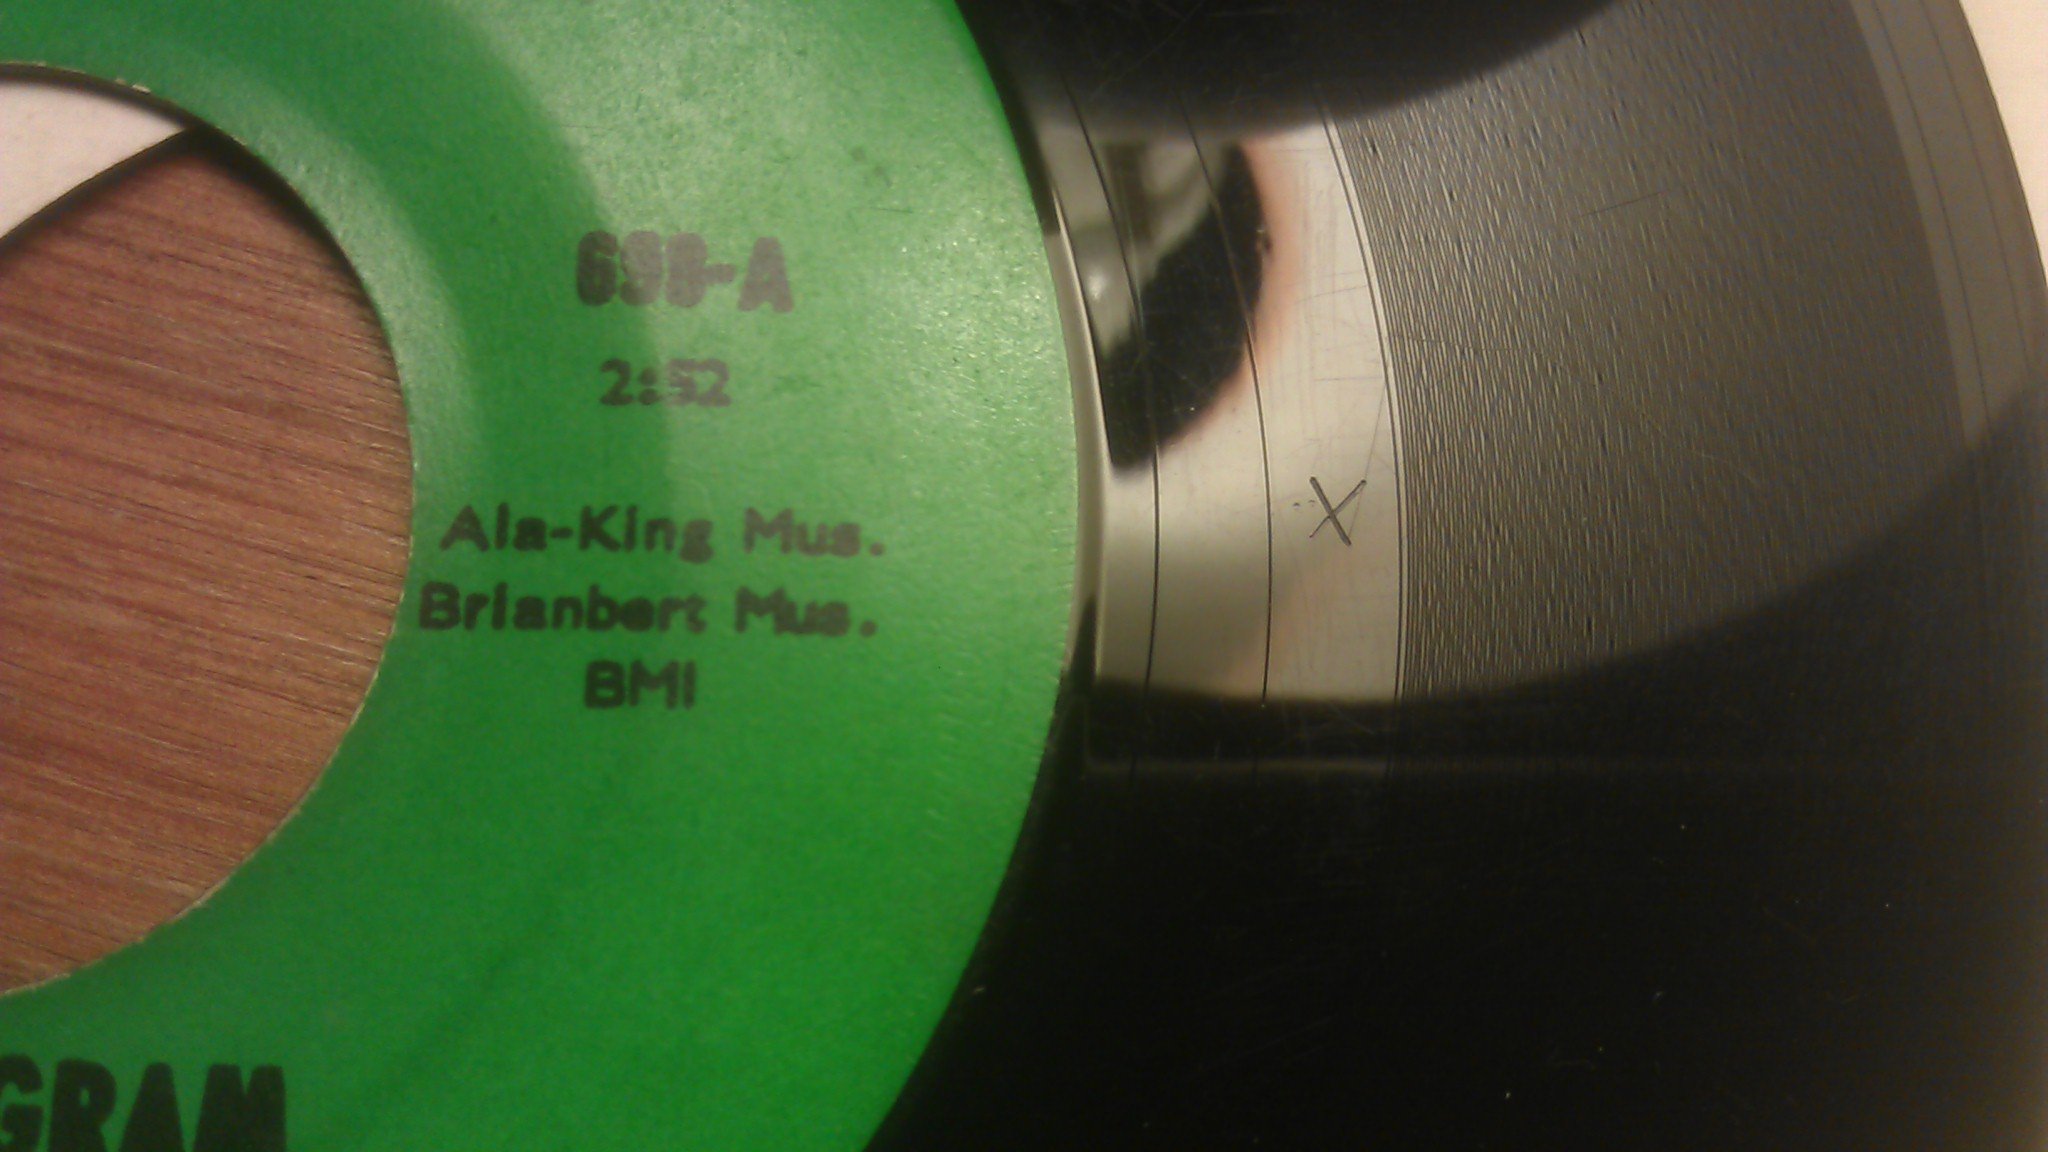 698-A
2:52
Ala-King Mus.
Brianbert Mus.
BMI
GRAM
X